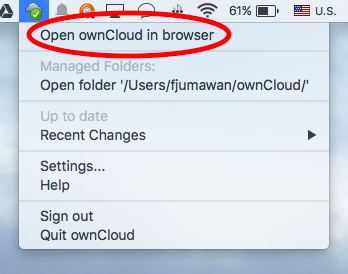 61% U.S.
Open ownCloud in browser
Managed Folders:
Open folder '/Users/fjumawan/ownCloud/'
Up to date
Recent Changes
Settings...
Help
Sign out
Quit ownCloud